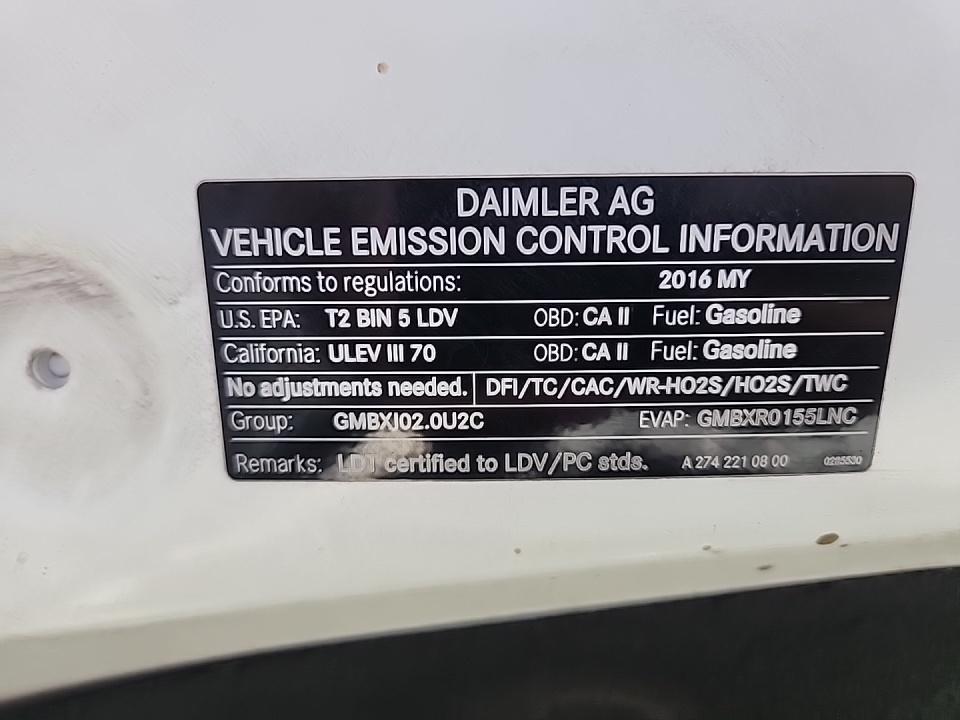 DAIMLER AG
VEHICLE EMISSION CONTROL INFORMATION
Conforms to regulations: 2016 MY
U.S. EPA: T2 BIN 5 LDV OBD: CA II Fuel: Gasoline
California: ULEV III 70 OBD: CA II Fuel: Gasoline
No adjustments needed. DFI/TC/CAC/WR-HO2S/HO2S/TWC
Group: GMBXJ02.0U2C EVAP: GMBXR0155LNC
Remarks: LDT certified to LDV/PC stds. A 274 221 08 00 0285530